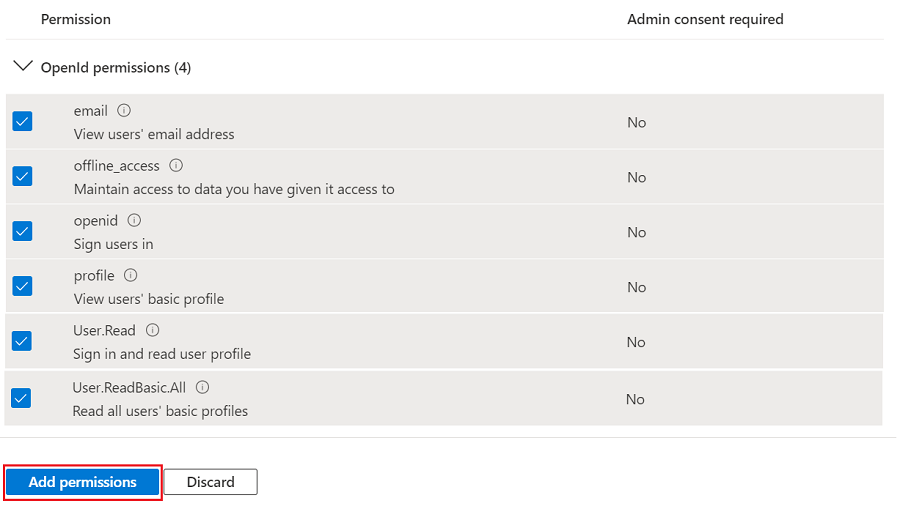 Permission Admin consent required
OpenId permissions (4)
email
View users' email address
No
offline_access
Maintain access to data you have given it access to
No
openid
Sign users in
No
profile
View users' basic profile
No
User.Read
Sign in and read user profile
No
User.ReadBasic.All
Read all users' basic profiles
No
Add permissions Discard